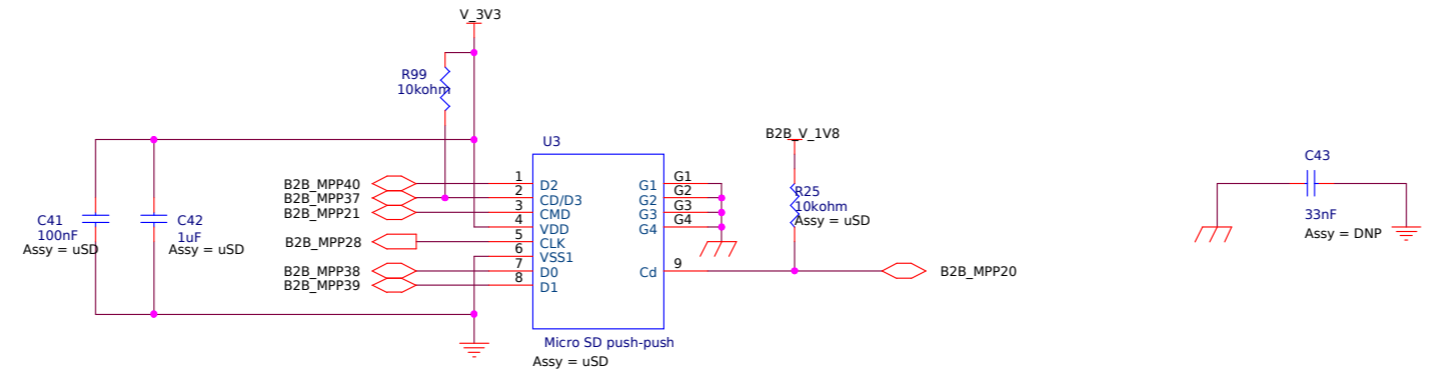 V_3V3
R99
10kohm
U3
B2B_V_1V8
C43
B2B_MPP40
1
D2
G1
G1
B2B_MPP37
2
CD/D3
G2
G2
R25
B2B_MPP21
3
CMD
G3
G3
10kohm
4
VDD
G4
G4
Assy = uSD
C41
100nF
Assy = uSD
C42
1uF
Assy = uSD
33nF
Assy = DNP
B2B_MPP28
5
CLK
6
VSS1
B2B_MPP38
7
D0
Cd
9
B2B_MPP20
B2B_MPP39
8
D1
Micro SD push-push
Assy = uSD